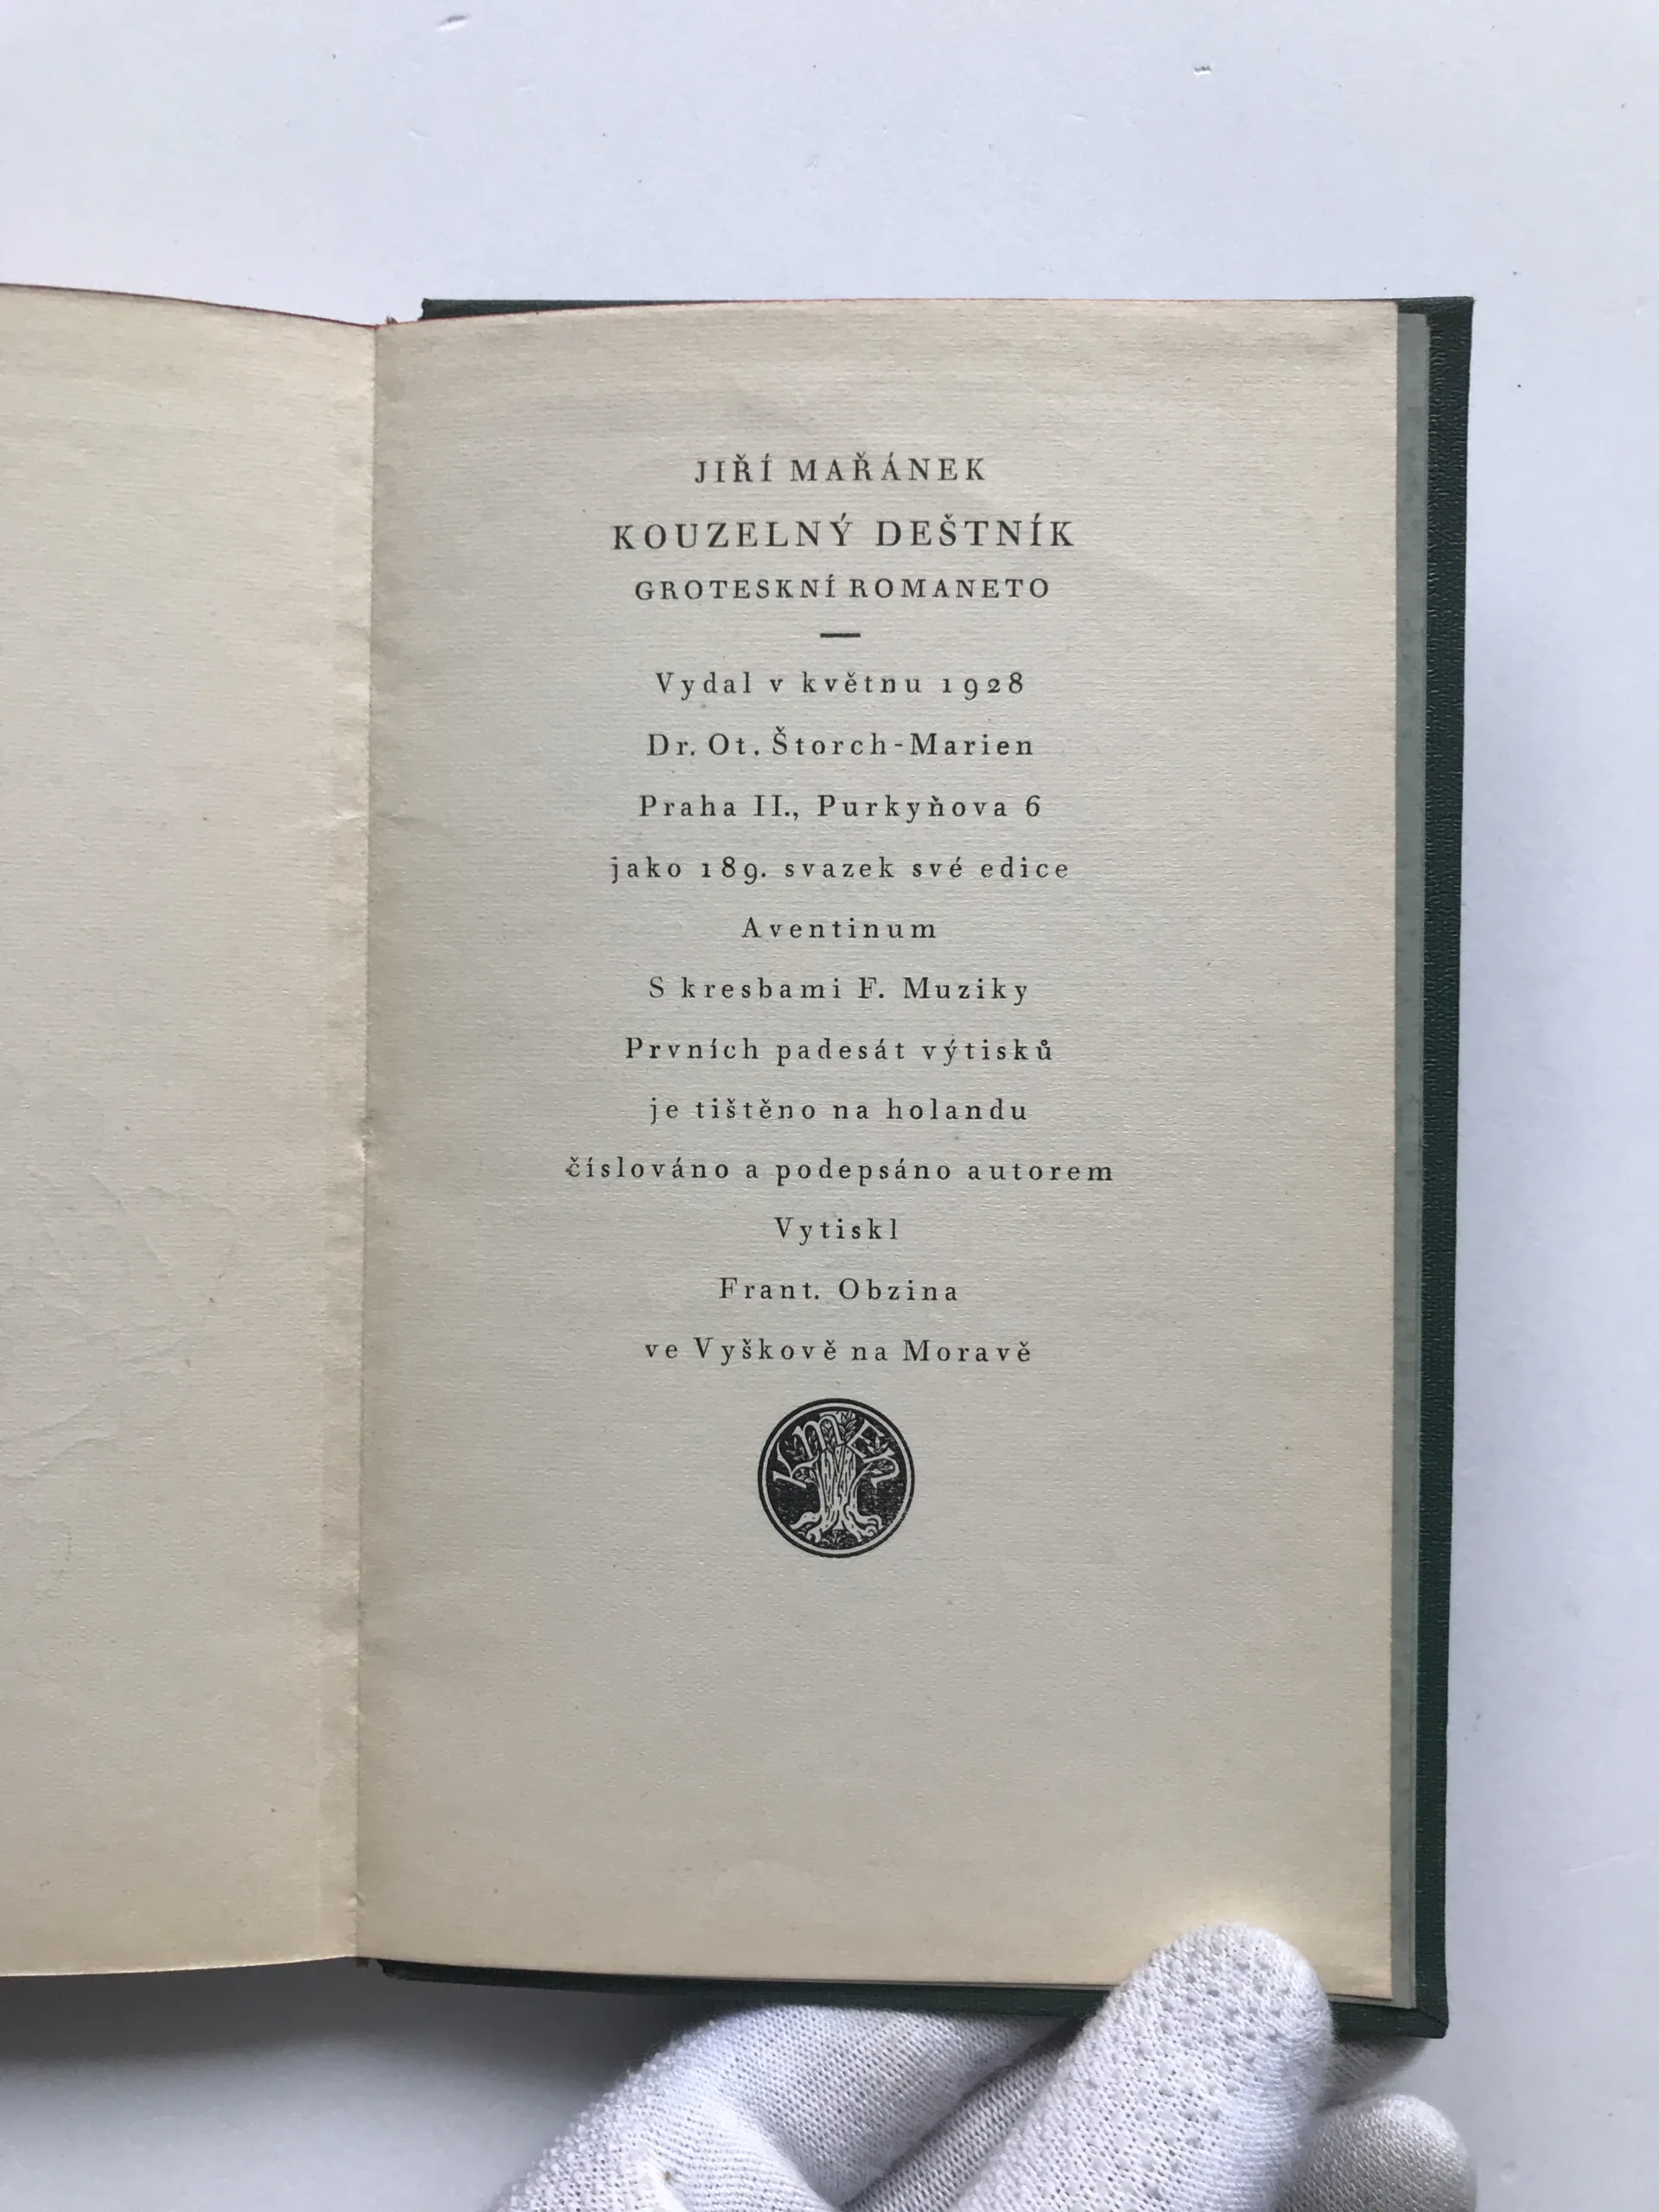 JIŘÍ MAŘÁNEK
KOUZELNÝ DEŠTNÍK
GROTESKNÍ ROMANETO
Vydal v květnu 1928
Dr. Ot. Štorch-Marien
Praha II., Purkyňova 6
jako 189. svazek své edice
Aventinum
S kresbami F. Muziky
Prvních padesát výtisků
je tištěno na holandu
číslováno a podepsáno autorem
Vytiskl
Frant. Obzina
ve Vyškově na Moravě
KMEN